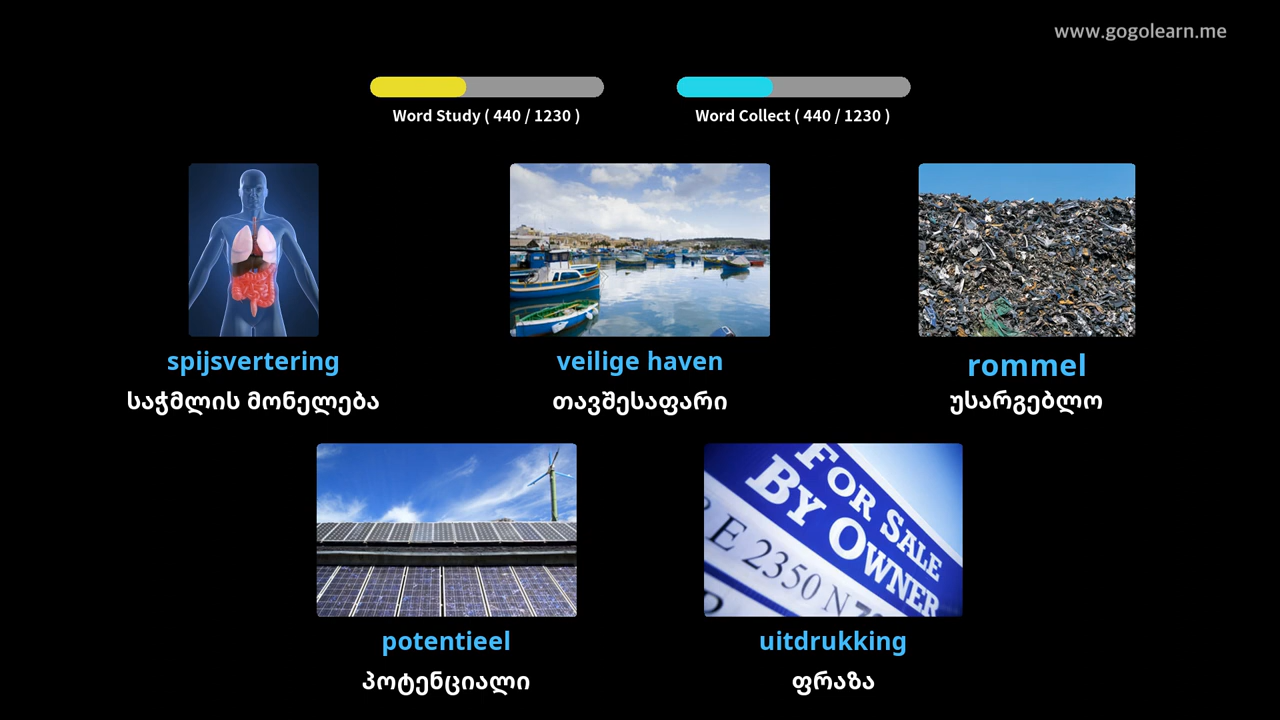 www.gogolearn.me
Word Study ( 440 / 1230 )
Word Collect ( 440 / 1230 )
spijsvertering
საჭმლის მონელება
veilige haven
თავშესაფარი
rommel
უსარგებლო
FOR SALE
BY OWNER
E 2350 N
potentieel
პოტენციალი
uitdrukking
ფრაზა